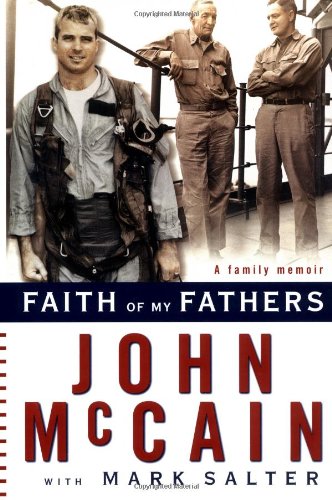 A family memoir
FAITH OF MY FATHERS
JOHN
McCAIN
WITH MARK SALTER